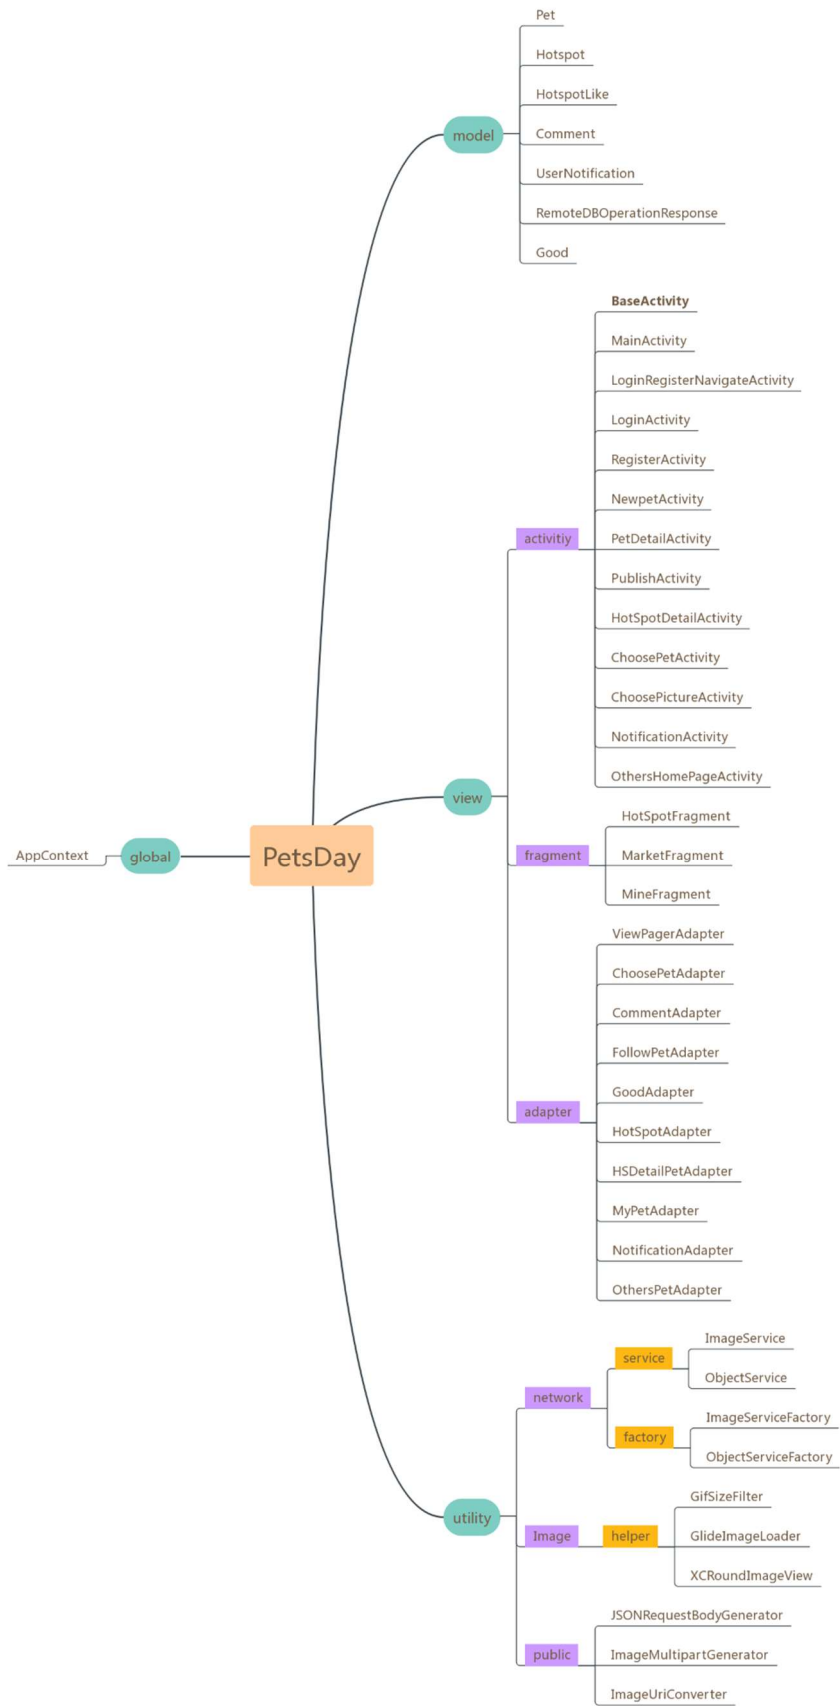 Pet
Hotspot
HotspotLike
model
Comment
UserNotification
RemoteDBOperationResponse
Good
BaseActivity
MainActivity
LoginRegisterNavigateActivity
LoginActivity
RegisterActivity
NewpetActivity
activitiy
PetDetailActivity
PublishActivity
HotSpotDetailActivity
ChoosePetActivity
ChoosePictureActivity
NotificationActivity
OthersHomePageActivity
view
HotSpotFragment
AppContext
global
PetsDay
fragment
MarketFragment
MineFragment
ViewPagerAdapter
ChoosePetAdapter
CommentAdapter
FollowPetAdapter
GoodAdapter
adapter
HotSpotAdapter
HSDetailPetAdapter
MyPetAdapter
NotificationAdapter
OthersPetAdapter
ImageService
service
ObjectService
network
ImageServiceFactory
factory
ObjectServiceFactory
GifSizeFilter
utility
Image
helper
GlideImageLoader
XCRoundImageView
JSONRequestBodyGenerator
public
ImageMultipartGenerator
ImageUriConverter